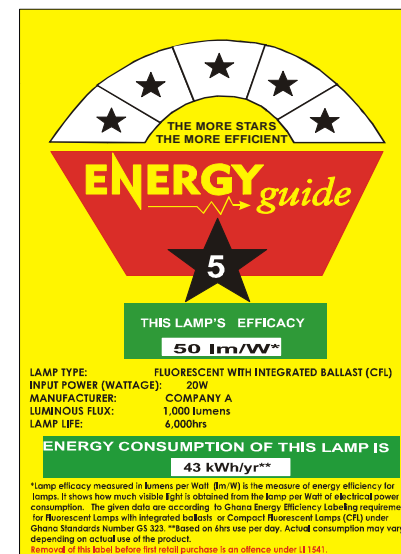 THE MORE STARS
THE MORE EFFICIENT
ENERGY guide
5
THIS LAMP'S EFFICACY
50 lm/W*
LAMP TYPE: FLUORESCENT WITH INTEGRATED BALLAST (CFL)
INPUT POWER (WATTAGE): 20W
MANUFACTURER: COMPANY A
LUMINOUS FLUX: 1,000 lumens
LAMP LIFE: 6,000hrs
ENERGY CONSUMPTION OF THIS LAMP IS
43 kWh/yr**
*Lamp efficacy measured in lumens per Watt (lm/W) is the measure of energy efficiency for
lamps. It shows how much visible light is obtained from the lamp per Watt of electrical power
consumption. The given data are according to Ghana Energy Efficiency Labeling requireme
for Fluorescent Lamps with integrated ballasts or Compact Fluorescent Lamps (CFL) under
Ghana Standards Number GS 323. **Based on 6hrs use per day. Actual consumption may vary
depending on actual use of the product.
Removal of this label before first retail purchase is an offence under LI 1541.